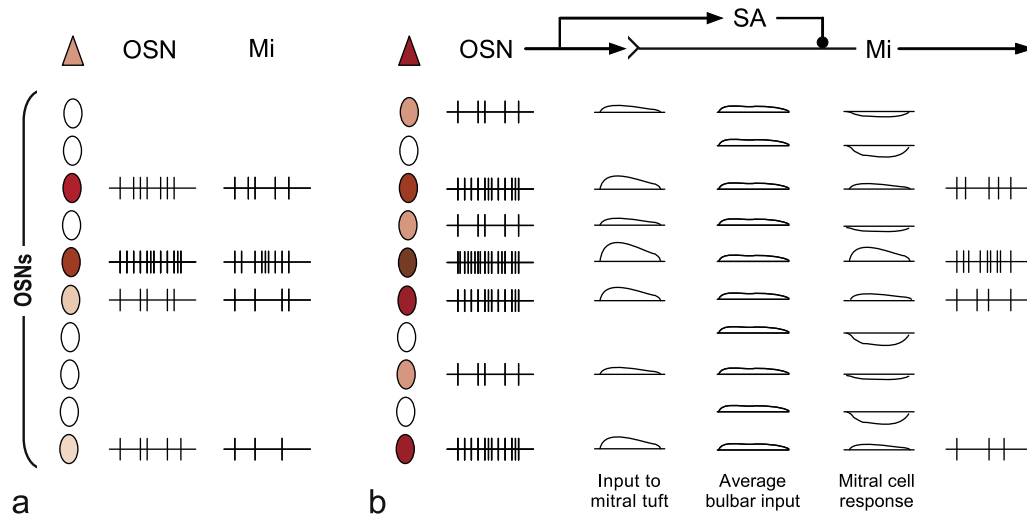 OSN Mi
OSN SA Mi
OSNs
Input to
mitral tuft
Average
bulbar input
Mitral cell
response
a b